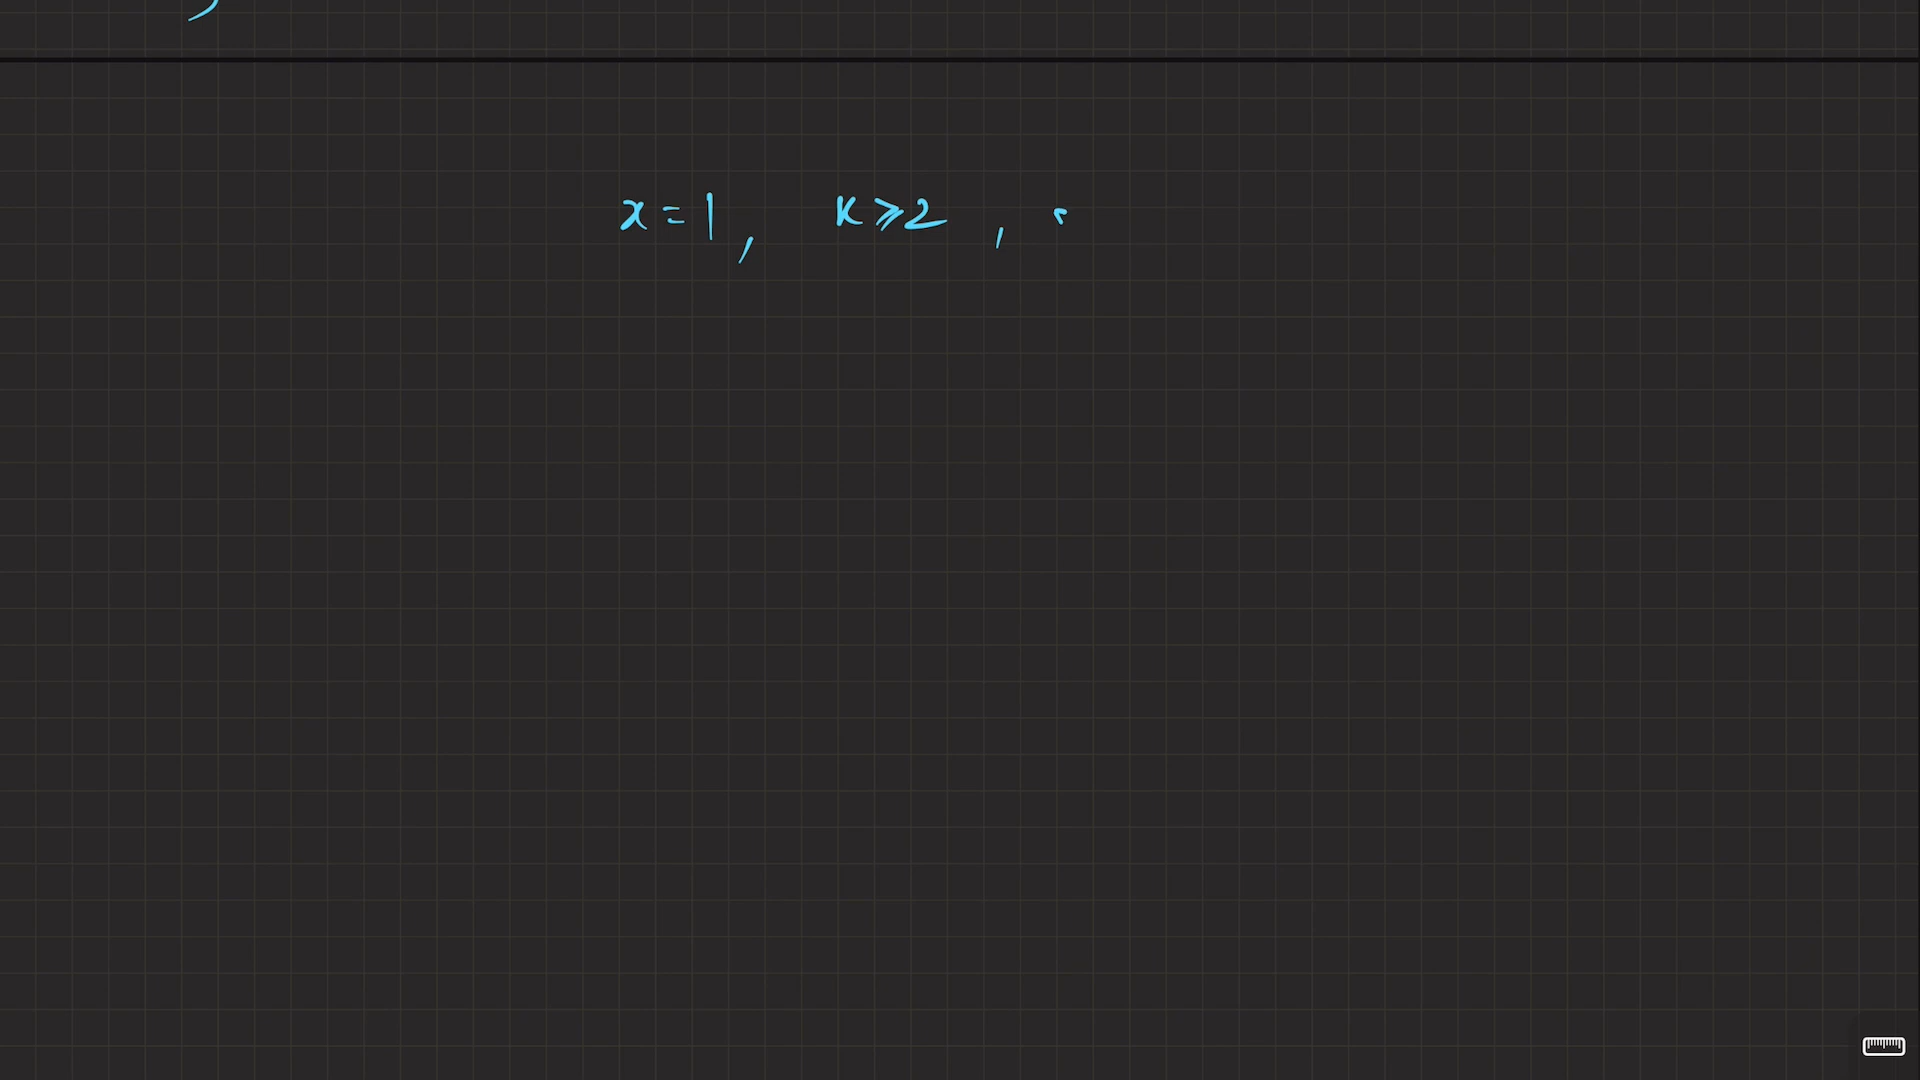 x = 1, k ⩾ 2,